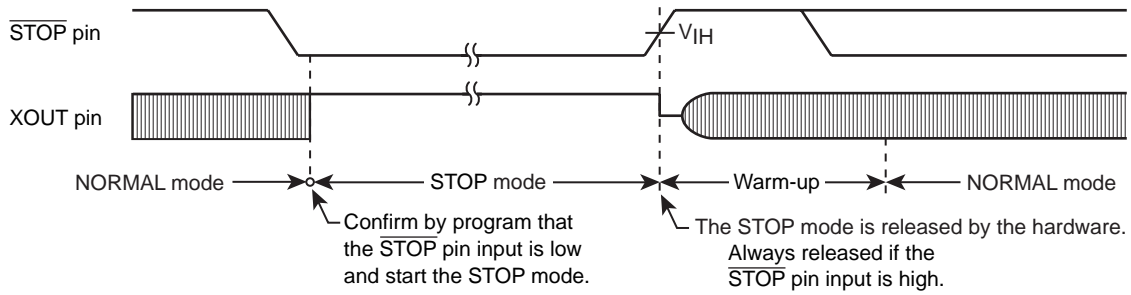 STOP pin
VIH
XOUT pin
NORMAL mode
STOP mode
Warm-up
NORMAL mode
Confirm by program that
the STOP pin input is low
and start the STOP mode.
The STOP mode is released by the hardware.
Always released if the
STOP pin input is high.